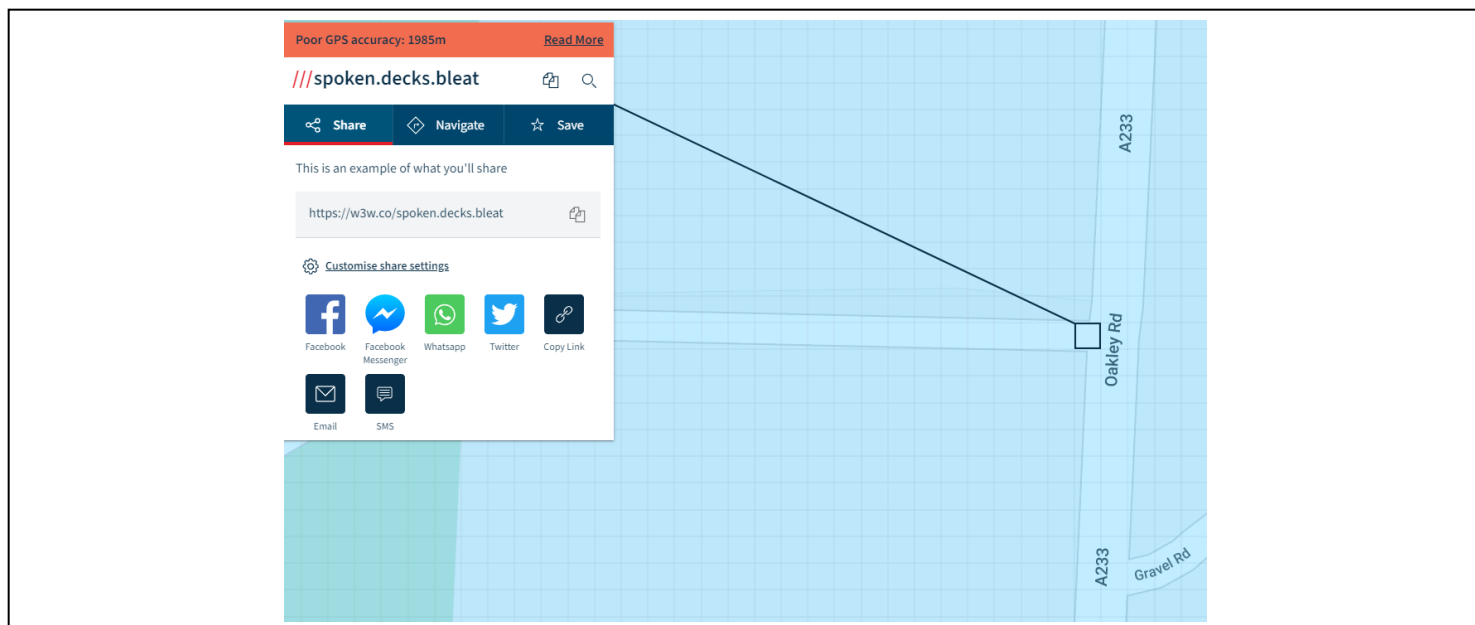 Poor GPS accuracy: 1985m Read More
///spoken.decks.bleat
Share Navigate Save
This is an example of what you'll share
https://w3w.co/spoken.decks.bleat
Customise share settings
Facebook Facebook Messenger Whatsapp Twitter Copy Link
Email SMS
A233
Oakley Rd
A233
Gravel Rd